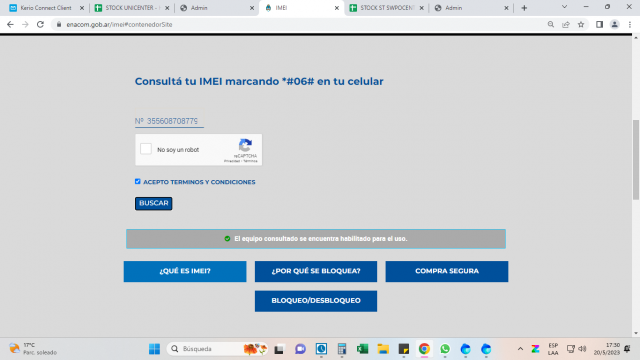 Kerio Connect Client
STOCK UNICENTER -
Admin
IMEI
STOCK ST SWPOCENT
Admin
enacom.gob.ar/imei#contenedorSite
Consultá tu IMEI marcando *#06# en tu celular
Nº 355608708779
No soy un robot
reCAPTCHA
Privacidad - Términos
ACEPTO TERMINOS Y CONDICIONES
BUSCAR
El equipo consultado se encuentra habilitado para el uso.
¿QUÉ ES IMEI?
¿POR QUÉ SE BLOQUEA?
COMPRA SEGURA
BLOQUEO/DESBLOQUEO
17°C
Parc. soleado
Búsqueda
ESP
LAA
17:30
20/5/2023